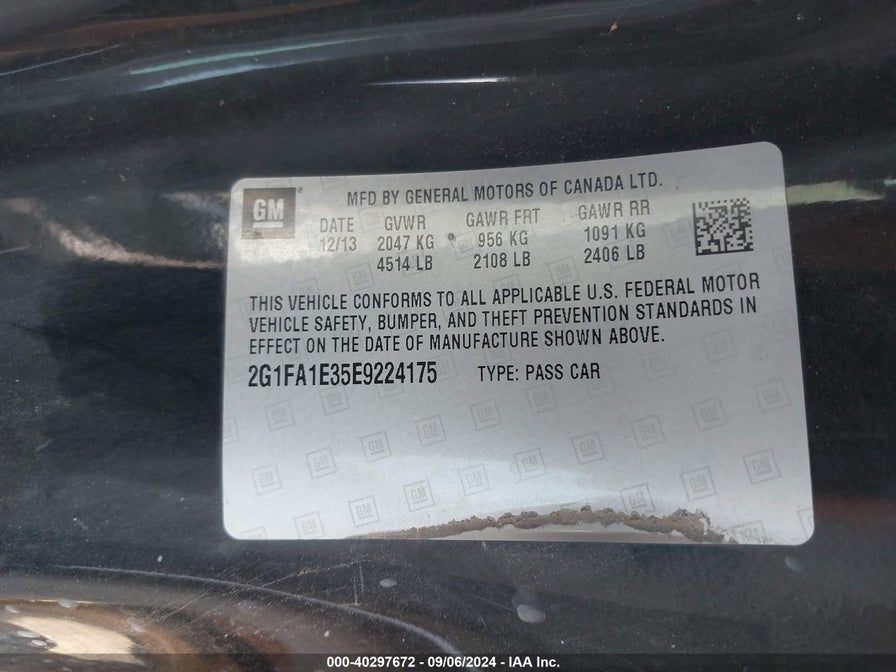 GM
MFD BY GENERAL MOTORS OF CANADA LTD.
DATE GVWR GAWR FRT GAWR RR
12/13 2047 KG 956 KG 1091 KG
4514 LB 2108 LB 2406 LB
THIS VEHICLE CONFORMS TO ALL APPLICABLE U.S. FEDERAL MOTOR
VEHICLE SAFETY, BUMPER, AND THEFT PREVENTION STANDARDS IN
EFFECT ON THE DATE OF MANUFACTURE SHOWN ABOVE.
2G1FA1E35E9224175 TYPE: PASS CAR
000-40297672 - 09/06/2024 - IAA Inc.